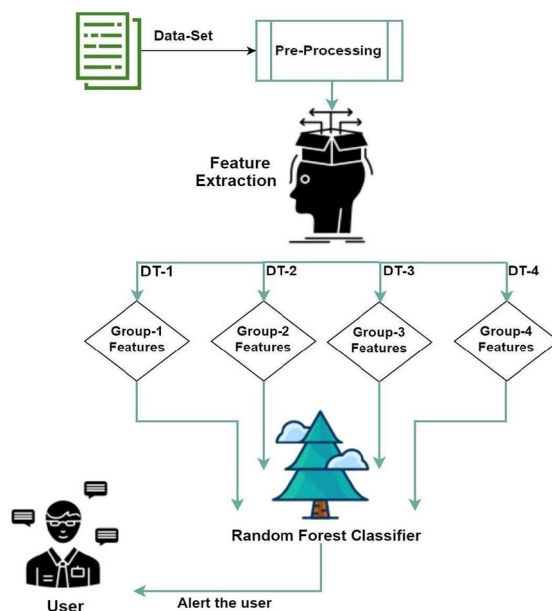 Data-Set
Pre-Processing
Feature
Extraction
DT-1
DT-2
DT-3
DT-4
Group-1
Features
Group-2
Features
Group-3
Features
Group-4
Features
Random Forest Classifier
Alert the user
User